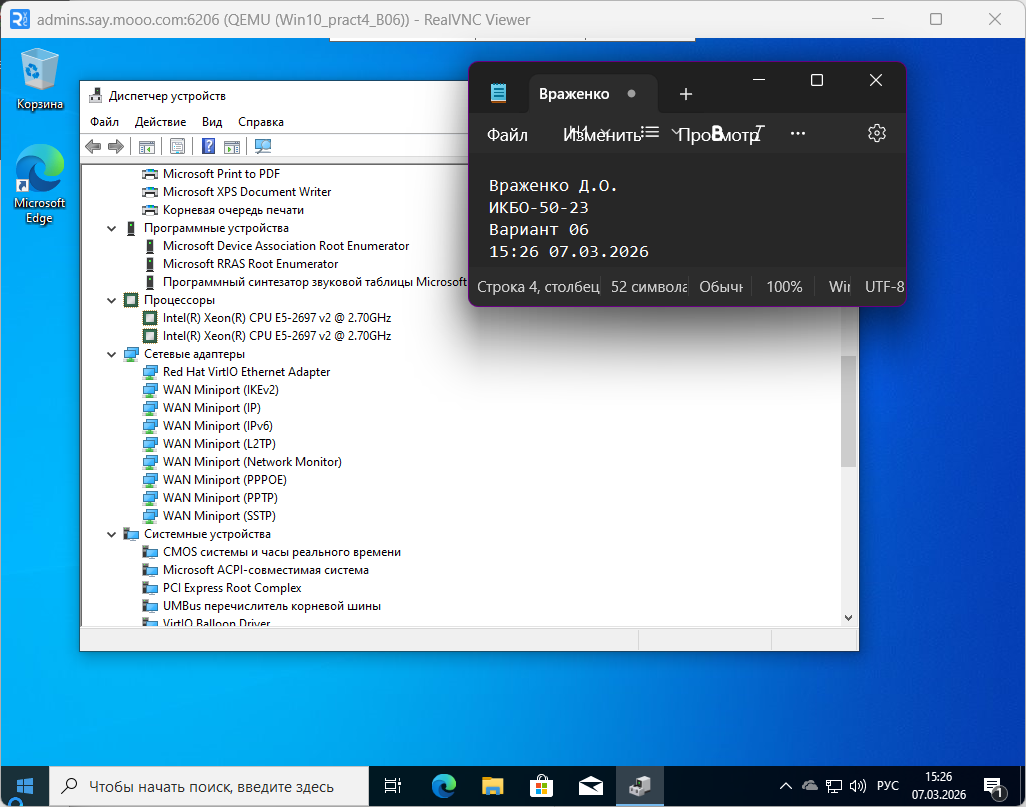 admins.say.mooo.com:6206 (QEMU (Win10_pract4_B06)) - RealVNC Viewer
Корзина
Microsoft Edge
Диспетчер устройств
Файл Действие Вид Справка
Microsoft Print to PDF
Microsoft XPS Document Writer
Корневая очередь печати
Программные устройства
Microsoft Device Association Root Enumerator
Microsoft RRAS Root Enumerator
Программный синтезатор звуковой таблицы Microsoft
Процессоры
Intel(R) Xeon(R) CPU E5-2697 v2 @ 2.70GHz
Intel(R) Xeon(R) CPU E5-2697 v2 @ 2.70GHz
Сетевые адаптеры
Red Hat VirtIO Ethernet Adapter
WAN Miniport (IKEv2)
WAN Miniport (IP)
WAN Miniport (IPv6)
WAN Miniport (L2TP)
WAN Miniport (Network Monitor)
WAN Miniport (PPPOE)
WAN Miniport (PPTP)
WAN Miniport (SSTP)
Системные устройства
CMOS системы и часы реального времени
Microsoft ACPI-совместимая система
PCI Express Root Complex
UMBus перечислитель корневой шины
VirtIO Balloon Driver
Враженко
Файл Изменить Просмотр
Враженко Д.О.
ИКБО-50-23
Вариант 06
15:26 07.03.2026
Строка 4, столбец 52 символа Обычн 100% Wir UTF-8
Чтобы начать поиск, введите здесь
РУС
15:26
07.03.2026
1